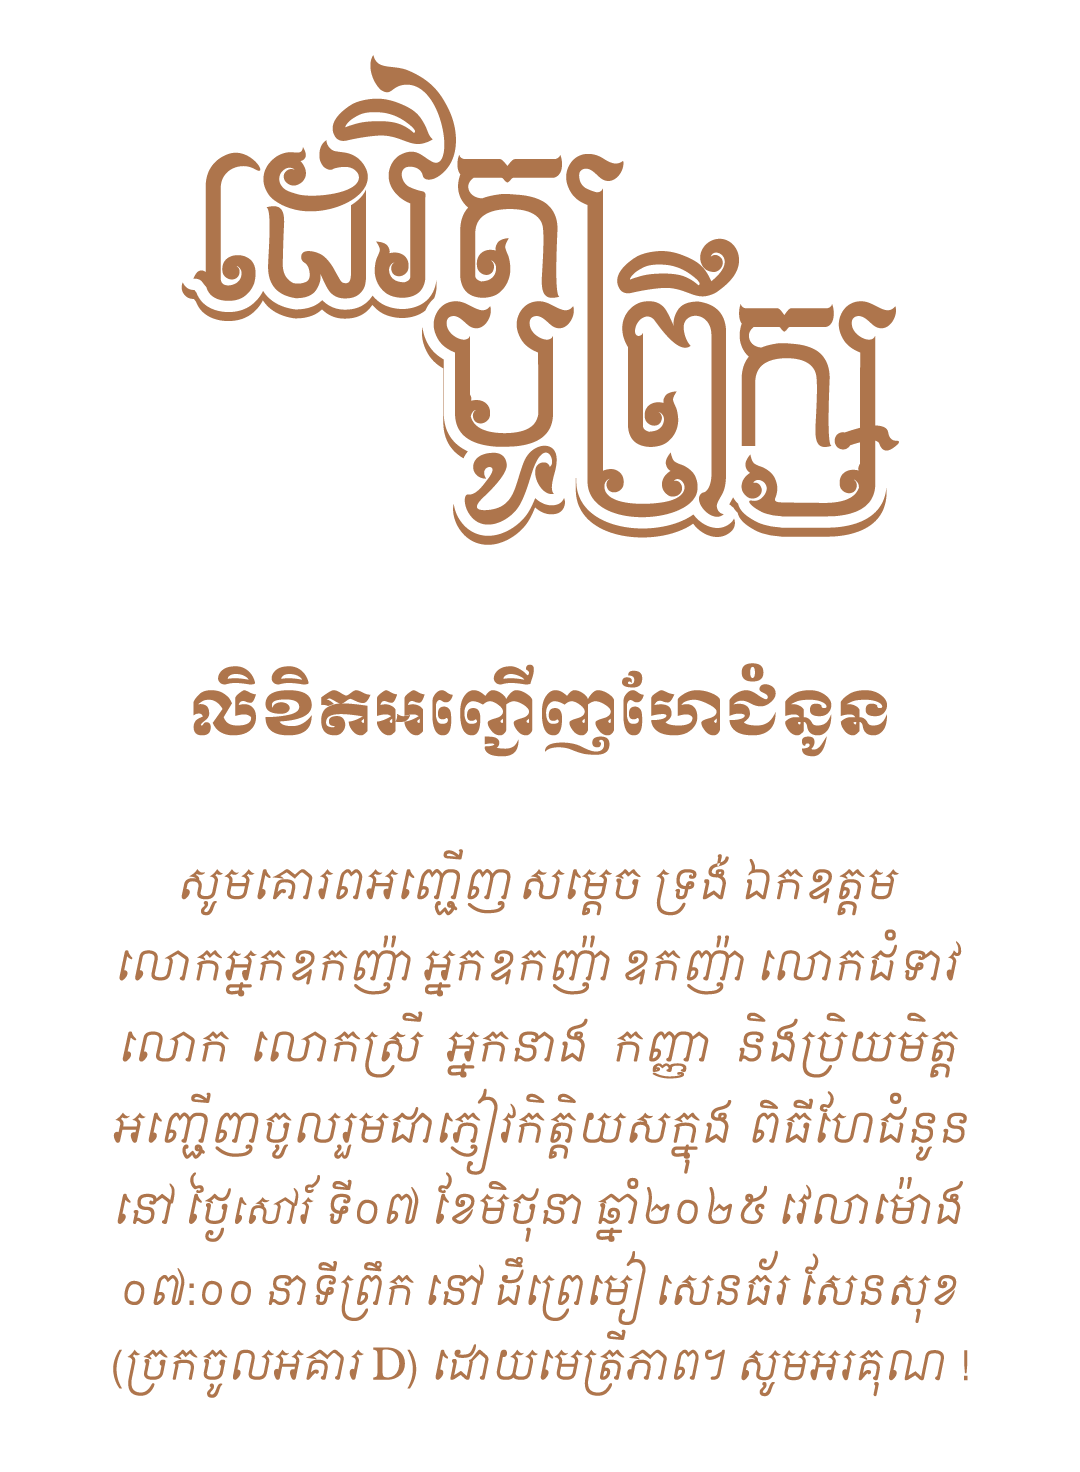 ដេវីត
ប្ញព្រឹក្ស
លិខិតអញ្ជើញហែជំនូន
សូមគោរពអញ្ជើញ សម្តេច ទ្រង់ ឯកឧត្តម
លោកអ្នកឧកញ៉ា អ្នកឧកញ៉ា ឧកញ៉ា លោកជំទាវ
លោក លោកស្រី អ្នកនាង កញ្ញា និងប្រិយមិត្ត
អញ្ជើញចូលរួមជាភ្ញៀវកិត្តិយសក្នុង ពិធីហែជំនូន
នៅ ថ្ងៃសៅរ៍ ទី០៧ ខែមិថុនា ឆ្នាំ២០២៥ វេលាម៉ោង
០៧:០០ នាទីព្រឹក នៅ ដឹព្រេមៀ សេនធ័រ សែនសុខ
(ច្រកចូលអគារ D) ដោយមេត្រីភាព។ សូមអរគុណ !